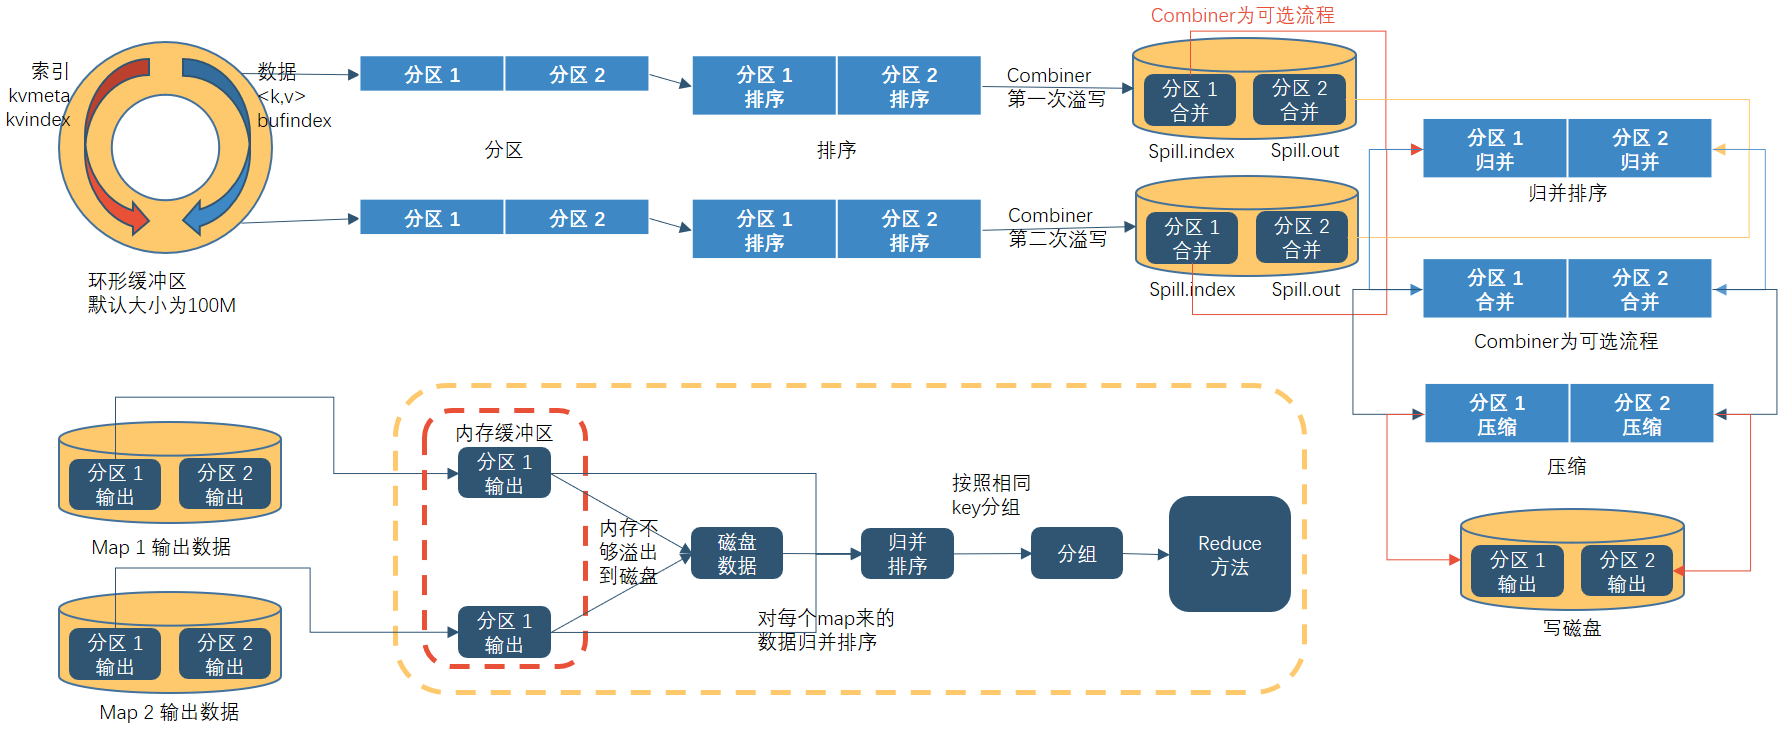 Combiner为可选流程
索引
kvmeta
kvindex
数据
<k,v>
bufindex
分区 1
分区 2
分区 1
排序
分区 2
排序
Combiner
第一次溢写
分区 1
合并
分区 2
合并
Spill.index
Spill.out
分区
排序
分区 1
归并
分区 2
归并
归并排序
分区 1
分区 2
分区 1
排序
分区 2
排序
Combiner
第二次溢写
分区 1
合并
分区 2
合并
Spill.index
Spill.out
环形缓冲区
默认大小为100M
分区 1
合并
分区 2
合并
Combiner为可选流程
分区 1
压缩
分区 2
压缩
压缩
分区 1
输出
分区 2
输出
写磁盘
分区 1
输出
分区 2
输出
Map 1 输出数据
分区 1
输出
分区 2
输出
Map 2 输出数据
内存缓冲区
分区 1
输出
分区 1
输出
内存不
够溢出
到磁盘
磁盘
数据
归并
排序
对每个map来的
数据归并排序
按照相同
key分组
分组
Reduce
方法